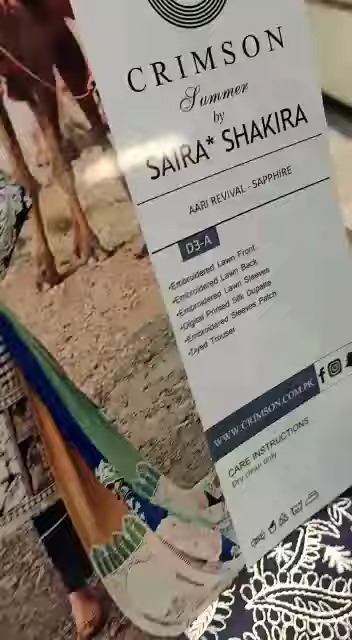 CRIMSON
Summer
by
SAIRA* SHAKIRA
AARI REVIVAL - SAPPHIRE
D3-A
•Embroidered Lawn Front
•Embroidered Lawn Back
•Embroidered Lawn Sleeves
•Digital Printed Silk Dupatta
•Embroidered Sleeves Patch
•Dyed Trouser
WWW.CRIMSON.COM.PK
CARE INSTRUCTIONS
Dry clean only